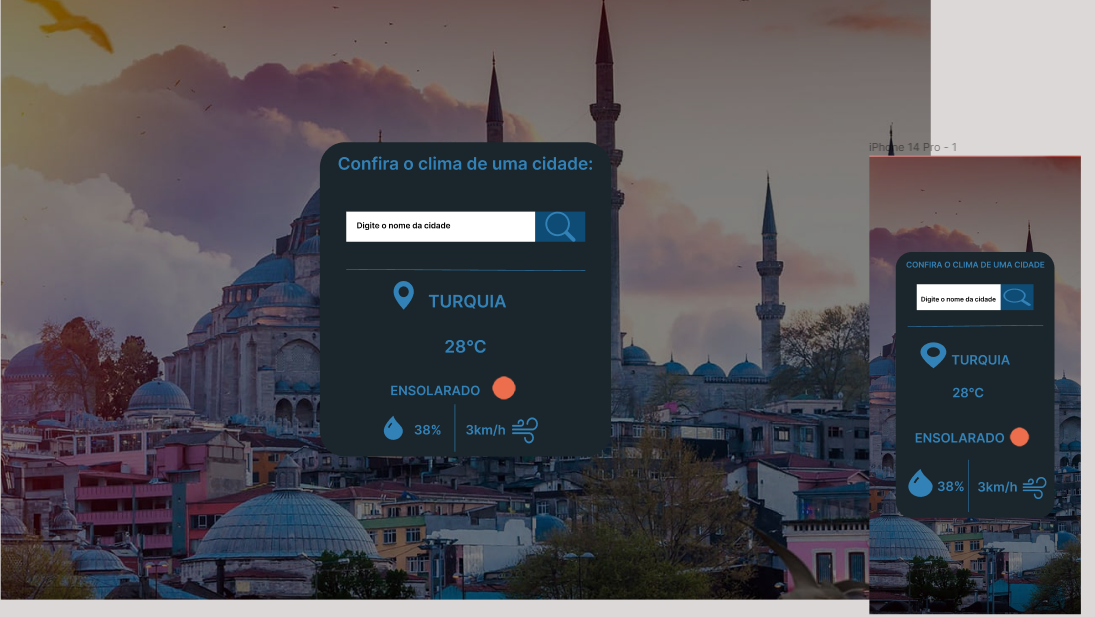 Confira o clima de uma cidade:
Digite o nome da cidade
TURQUIA
28°C
ENSOLARADO
38% 3km/h
iPhone 14 Pro - 1
CONFIRA O CLIMA DE UMA CIDADE
Digite o nome da cidade
TURQUIA
28°C
ENSOLARADO
38% 3km/h